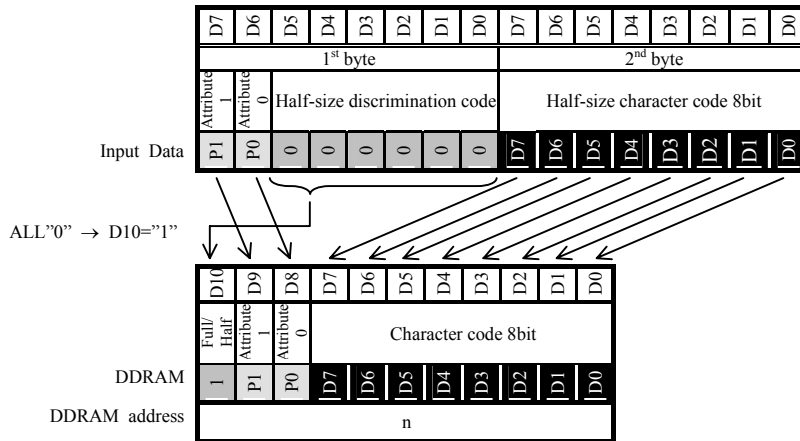 D7 D6 D5 D4 D3 D2 D1 D0 D7 D6 D5 D4 D3 D2 D1 D0
1st byte 2nd byte
Attribute 1 Attribute 0 Half-size discrimination code Half-size character code 8bit
Input Data P1 P0 0 0 0 0 0 0 D7 D6 D5 D4 D3 D2 D1 D0
ALL"0" → D10="1"
D10 D9 D8 D7 D6 D5 D4 D3 D2 D1 D0
Full/Half Attribute 1 Attribute 0 Character code 8bit
DDRAM 1 P1 P0 D7 D6 D5 D4 D3 D2 D1 D0
DDRAM address n